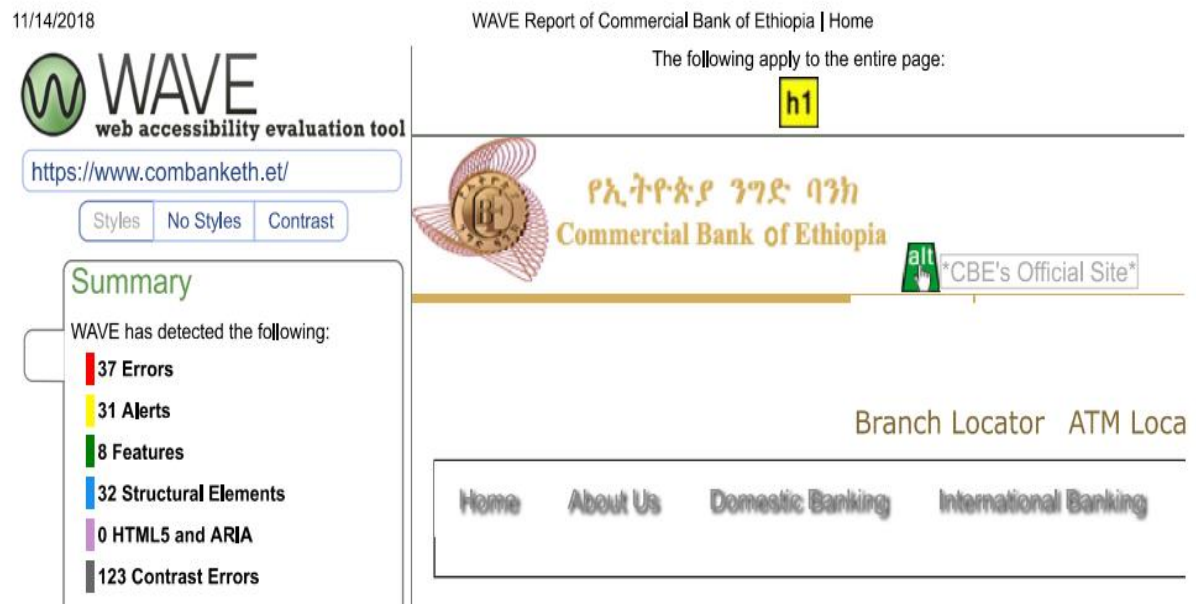 11/14/2018
WAVE Report of Commercial Bank of Ethiopia | Home
WAVE
web accessibility evaluation tool
https://www.combanketh.et/
Styles No Styles Contrast
Summary
WAVE has detected the following:
37 Errors
31 Alerts
8 Features
32 Structural Elements
0 HTML5 and ARIA
123 Contrast Errors
The following apply to the entire page:
h1
CBE
የኢትዮጵያ ንግድ ባንክ
Commercial Bank of Ethiopia
alt
*CBE's Official Site*
Branch Locator ATM Loca
Home About Us Domestic Banking International Banking